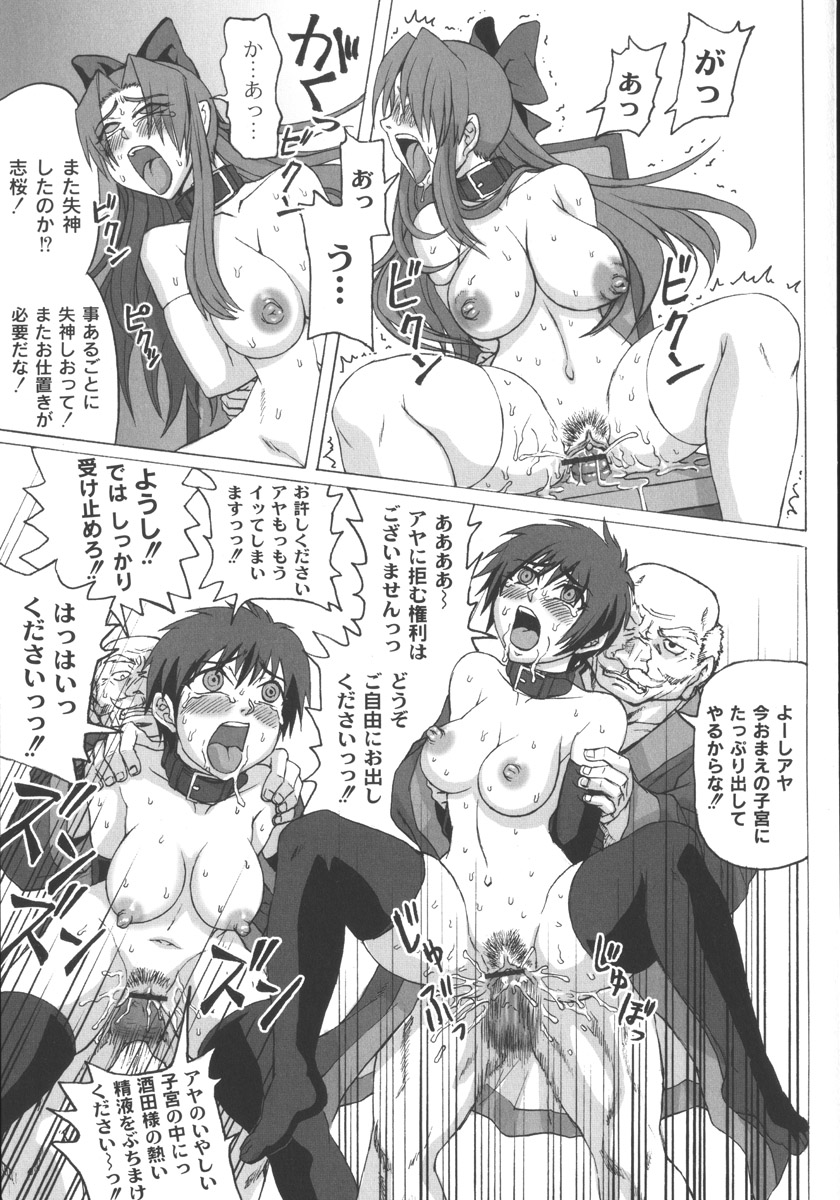 がっ
あっ
あ゛っ
う…
ビクン
ビクン
がくっ
か…あっ…
ビクン
ピクン
また失神
したのか!?
志桜!
事あるごとに
失神しおって!
またお仕置きが
必要だな!
よーしアヤ
今おまえの子宮に
たっぷり出して
やるからな!!
ああああ~
アヤに拒む権利は
ございませんっっ
どうぞ
ご自由にお出し
くださいっっ!!
じゅぼっ
じゅぶっ
お許しください
アヤもっもう
イッてしまい
ますっっ!!
ようし!!
では しっかり
受け止めろ!!
はっはいっ
くださいっっ!!
ズン
ズン
ズン
アヤのいやしい
子宮の中にっ
酒田様の熱い
精液をぶちまけ
ください~っ!!